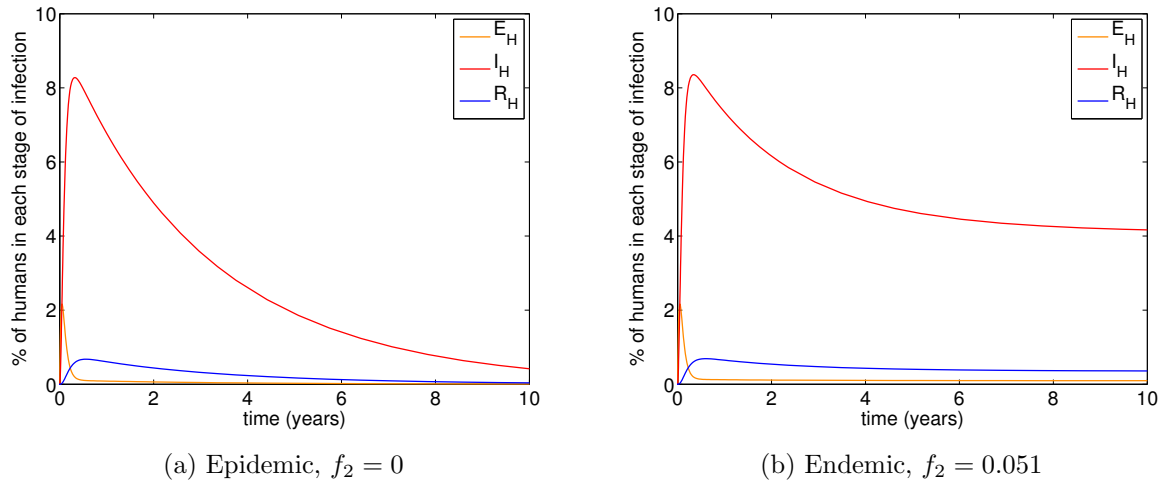 % of humans in each stage of infection
10
8
6
4
2
0
0 2 4 6 8 10
time (years)
E_H
I_H
R_H
(a) Epidemic, f₂ = 0
% of humans in each stage of infection
10
8
6
4
2
0
0 2 4 6 8 10
time (years)
E_H
I_H
R_H
(b) Endemic, f₂ = 0.051